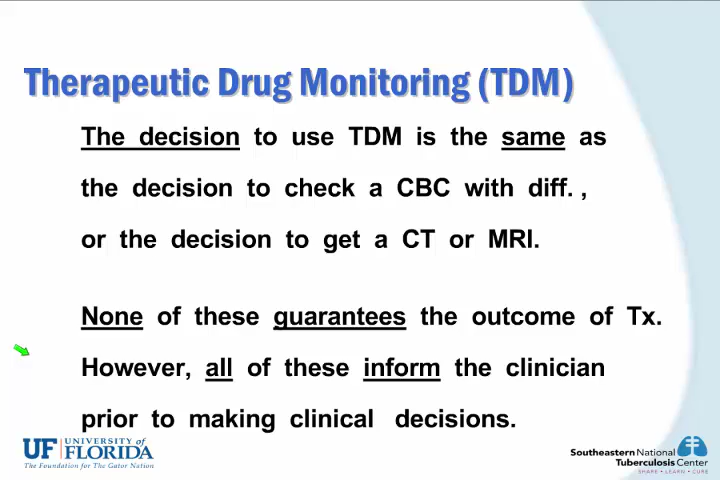 Therapeutic Drug Monitoring (TDM)
The decision to use TDM is the same as
the decision to check a CBC with diff. ,
or the decision to get a CT or MRI.
None of these guarantees the outcome of Tx.
However, all of these inform the clinician
prior to making clinical decisions.
UF UNIVERSITY of
FLORIDA
The Foundation for The Gator Nation
Southeastern National
Tuberculosis Center
SHARE • LEARN • CURE